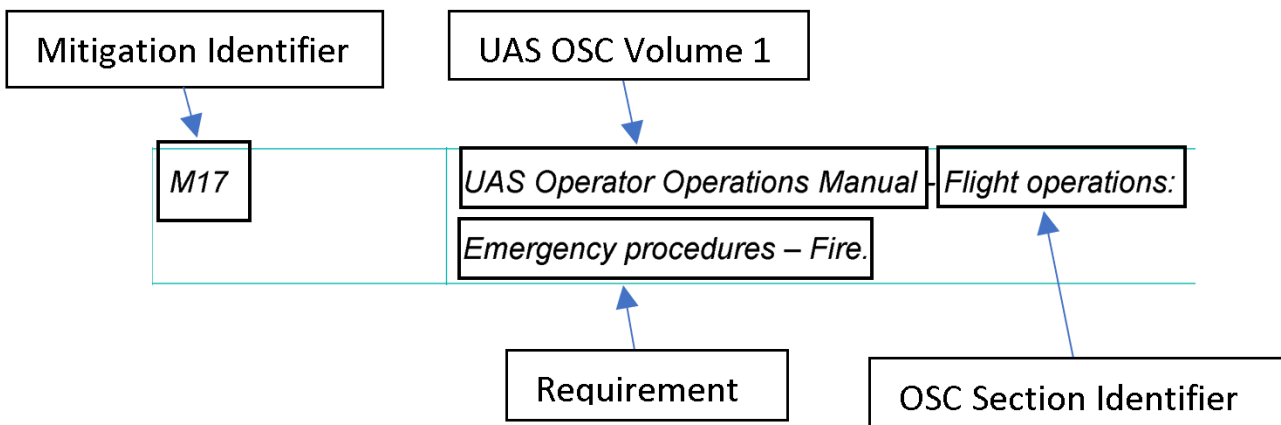 Mitigation Identifier
UAS OSC Volume 1
M17
UAS Operator Operations Manual - Flight operations:
Emergency procedures – Fire.
Requirement
OSC Section Identifier